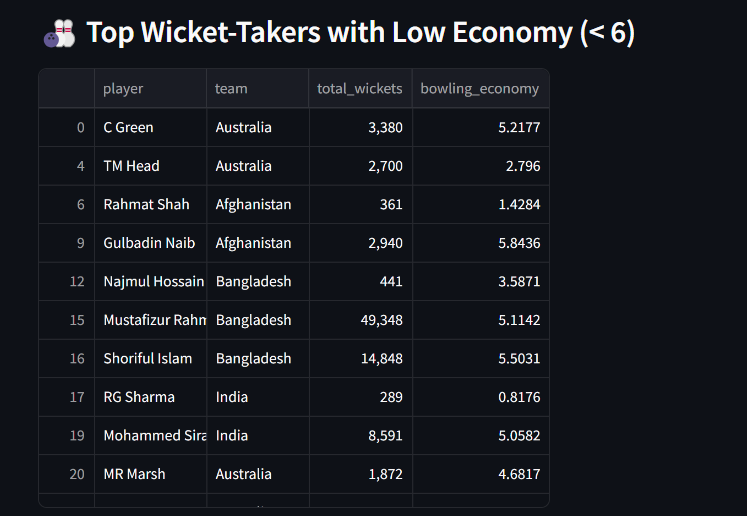 Top Wicket-Takers with Low Economy (< 6)
player team total_wickets bowling_economy
0 C Green Australia 3,380 5.2177
4 TM Head Australia 2,700 2.796
6 Rahmat Shah Afghanistan 361 1.4284
9 Gulbadin Naib Afghanistan 2,940 5.8436
12 Najmul Hossain Bangladesh 441 3.5871
15 Mustafizur Rahm Bangladesh 49,348 5.1142
16 Shoriful Islam Bangladesh 14,848 5.5031
17 RG Sharma India 289 0.8176
19 Mohammed Sira India 8,591 5.0582
20 MR Marsh Australia 1,872 4.6817